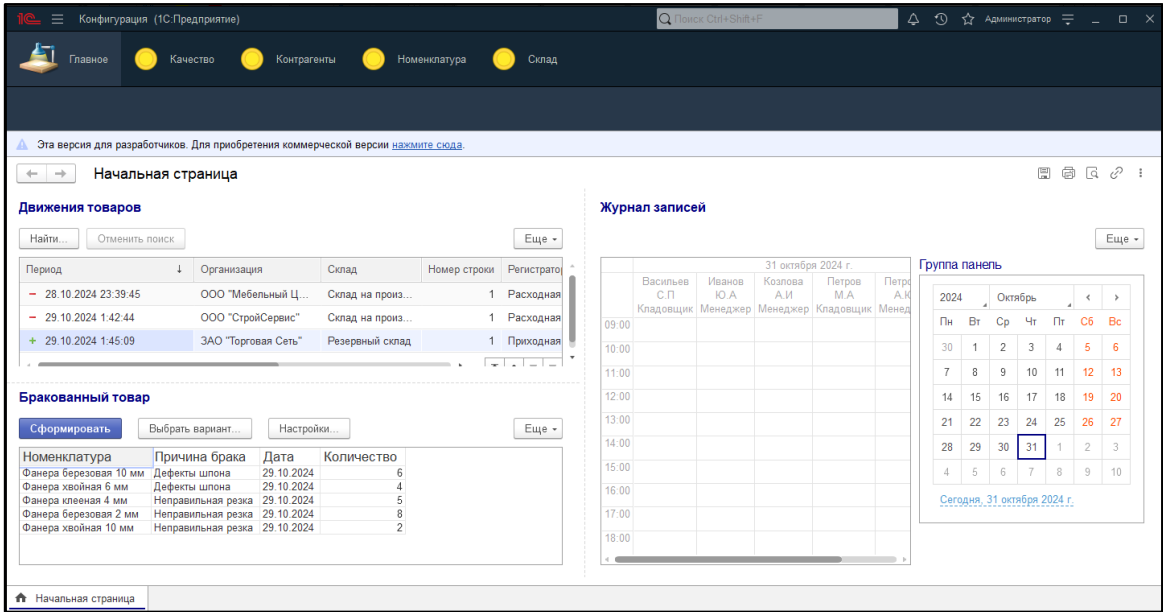 1С Конфигурация (1С:Предприятие) Поиск Ctrl+Shift+F Администратор
Главное Качество Контрагенты Номенклатура Склад
Эта версия для разработчиков. Для приобретения коммерческой версии нажмите сюда.
Начальная страница
Движения товаров
Найти... Отменить поиск Еще
Период ↓ Организация Склад Номер строки Регистратор
− 28.10.2024 23:39:45 ООО "Мебельный Ц... Склад на произ... 1 Расходная
− 29.10.2024 1:42:44 ООО "СтройСервис" Склад на произ... 1 Расходная
+ 29.10.2024 1:45:09 ЗАО "Торговая Сеть" Резервный склад 1 Приходная
Бракованный товар
Сформировать Выбрать вариант... Настройки... Еще
Номенклатура Причина брака Дата Количество
Фанера березовая 10 мм Дефекты шпона 29.10.2024 6
Фанера хвойная 6 мм Дефекты шпона 29.10.2024 4
Фанера клееная 4 мм Неправильная резка 29.10.2024 5
Фанера березовая 2 мм Неправильная резка 29.10.2024 8
Фанера хвойная 10 мм Неправильная резка 29.10.2024 2
Журнал записей
Еще
31 октября 2024 г.
Васильев Иванов Козлова Петров Петро
С.П Ю.А А.И М.А А.К
Кладовщик Менеджер Менеджер Кладовщик Менед
09:00
10:00
11:00
12:00
13:00
14:00
15:00
16:00
17:00
18:00
Группа панель
2024 Октябрь ‹ ›
Пн Вт Ср Чт Пт Сб Вс
30 1 2 3 4 5 6
7 8 9 10 11 12 13
14 15 16 17 18 19 20
21 22 23 24 25 26 27
28 29 30 31 1 2 3
4 5 6 7 8 9 10
Сегодня, 31 октября 2024 г.
Начальная страница